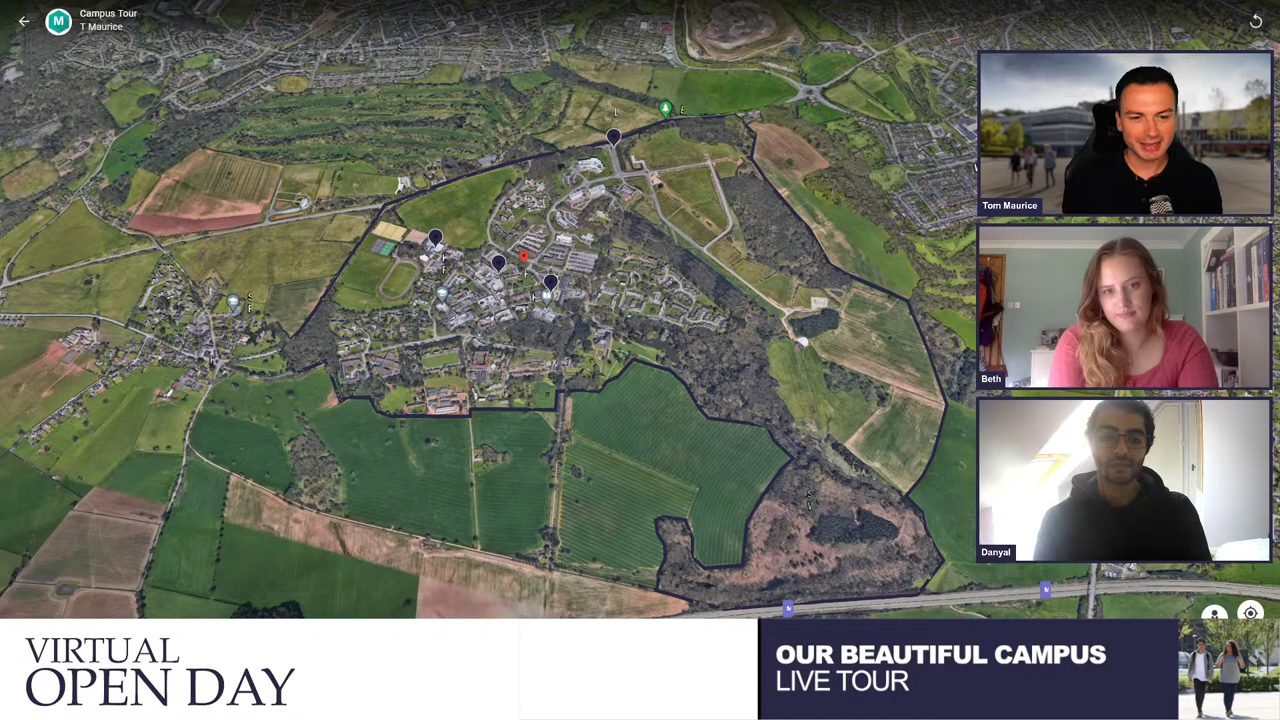 Campus Tour
M
T Maurice
L
E
Tom Maurice
Beth
Danyal
VIRTUAL
OPEN DAY
OUR BEAUTIFUL CAMPUS
LIVE TOUR